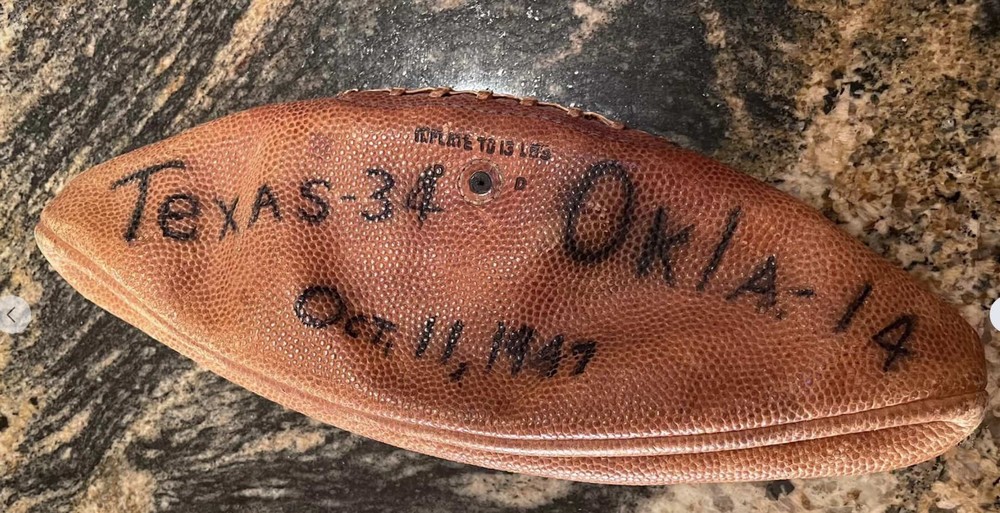 INFLATE TO 13 LBS
D
TEXAS-34 OKLA-14
Oct. 11, 1947